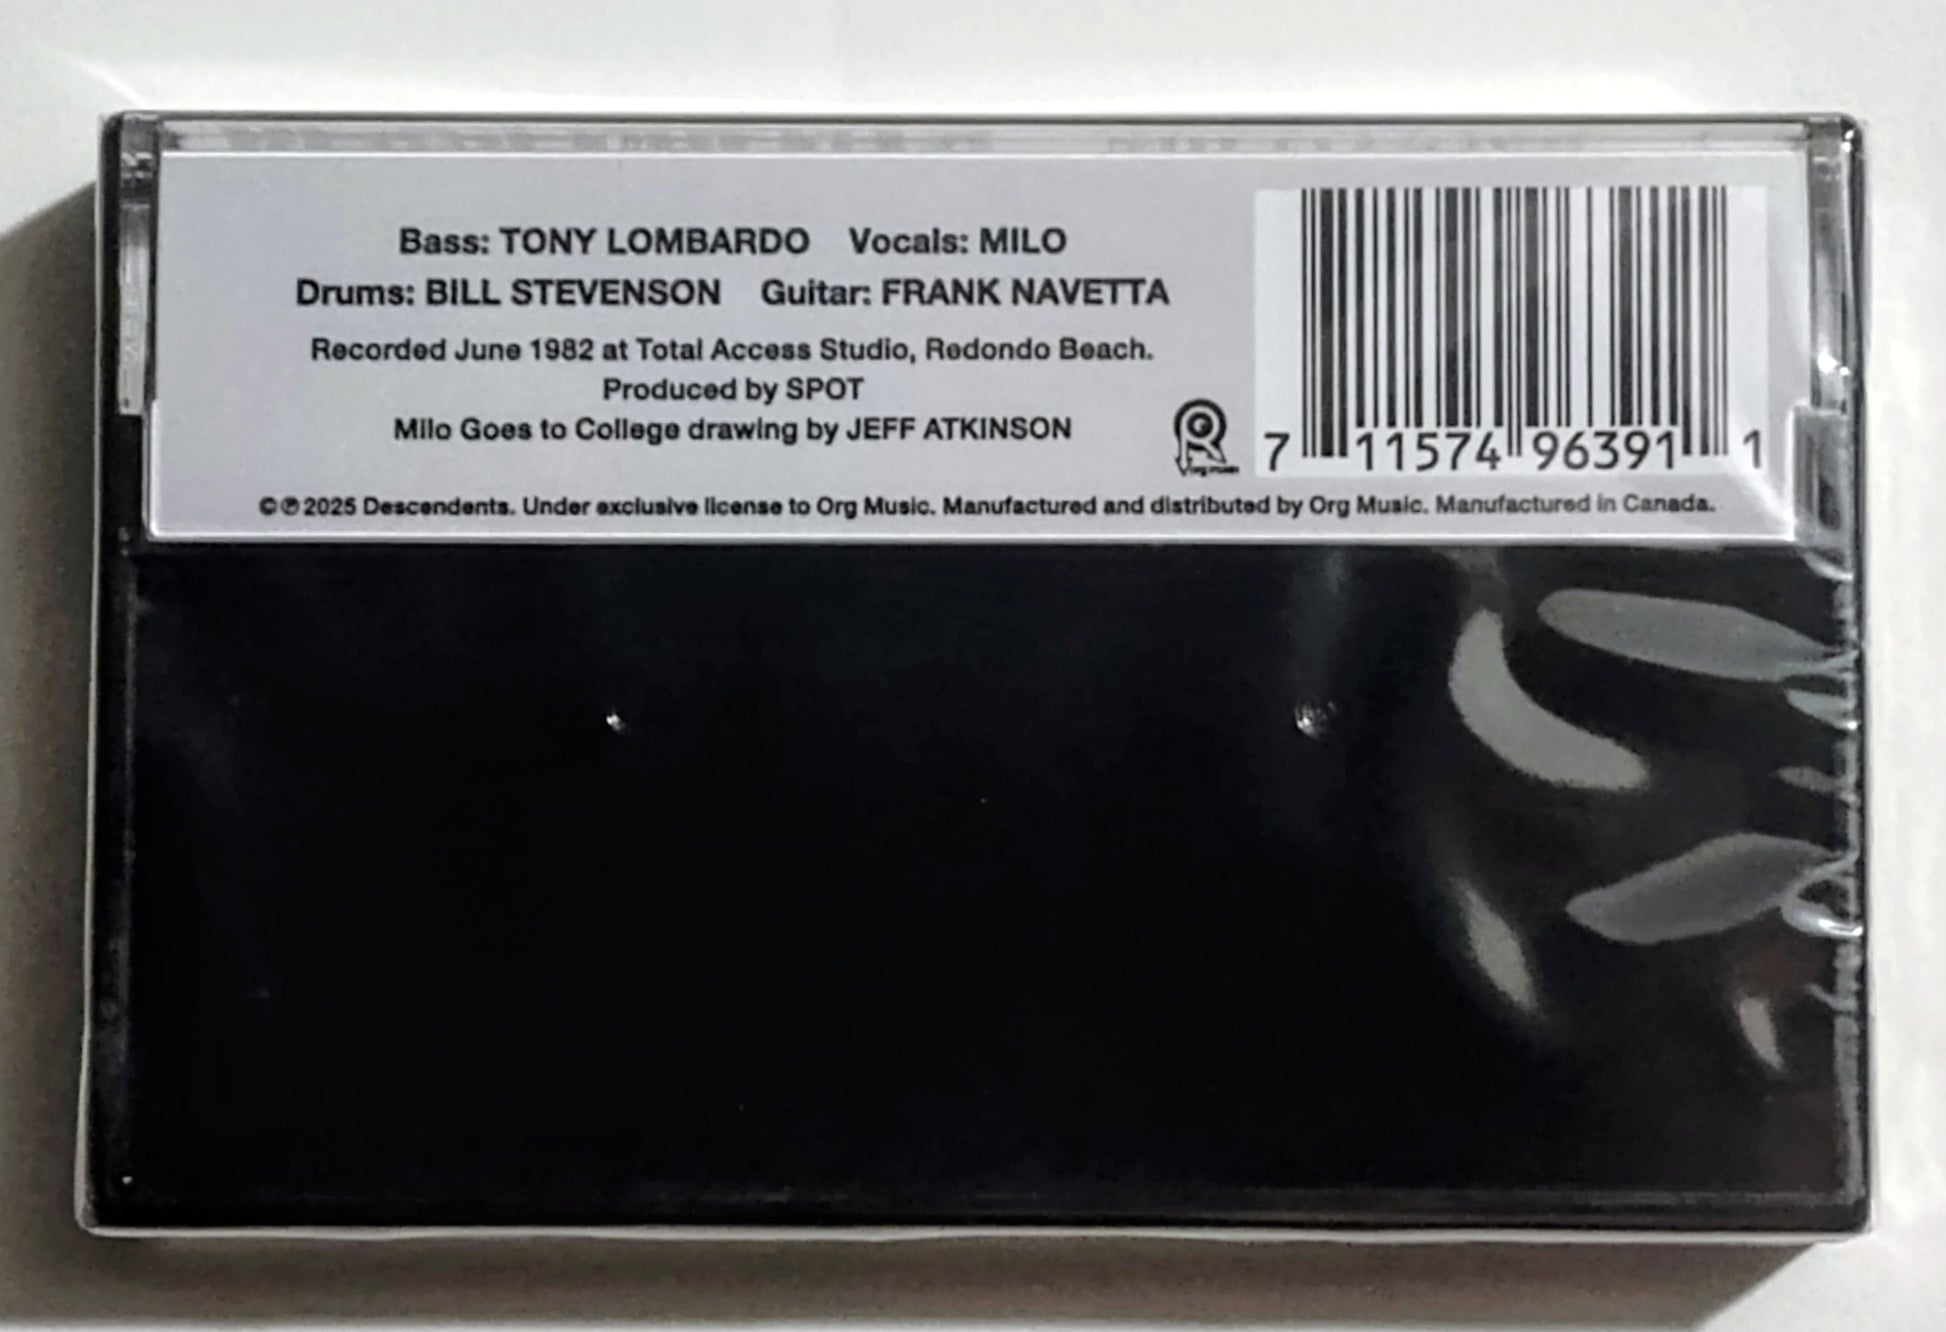 Bass: TONY LOMBARDO Vocals: MILO
Drums: BILL STEVENSON Guitar: FRANK NAVETTA
Recorded June 1982 at Total Access Studio, Redondo Beach.
Produced by SPOT
Milo Goes to College drawing by JEFF ATKINSON
Org Music
7 11574 96391 1
©℗ 2025 Descendents. Under exclusive license to Org Music. Manufactured and distributed by Org Music. Manufactured in Canada.